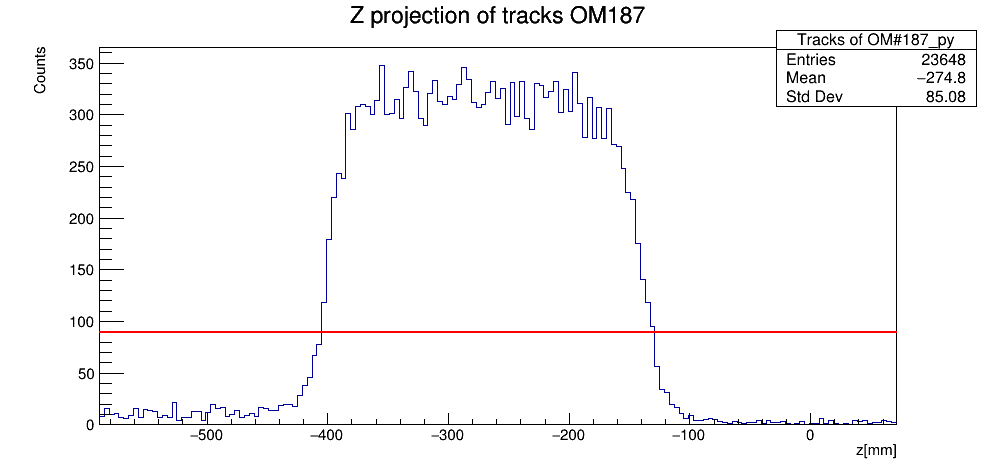 Z projection of tracks OM187
Tracks of OM#187_py
Entries 23648
Mean −274.8
Std Dev 85.08
Counts
350
300
250
200
150
100
50
0
−500 −400 −300 −200 −100 0
z[mm]